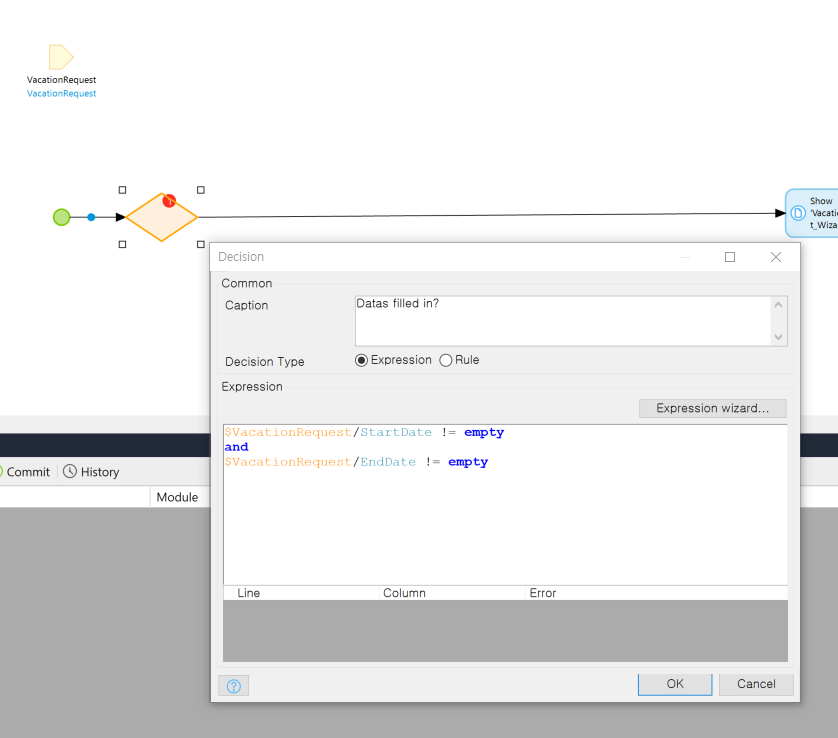 VacationRequest
VacationRequest
Show
'Vacatio
t_Wiza
Decision
Common
Caption
Datas filled in?
Decision Type
Expression
Rule
Expression
Expression wizard...
$VacationRequest/StartDate != empty
and
$VacationRequest/EndDate != empty
Commit
History
Module
Line
Column
Error
OK
Cancel